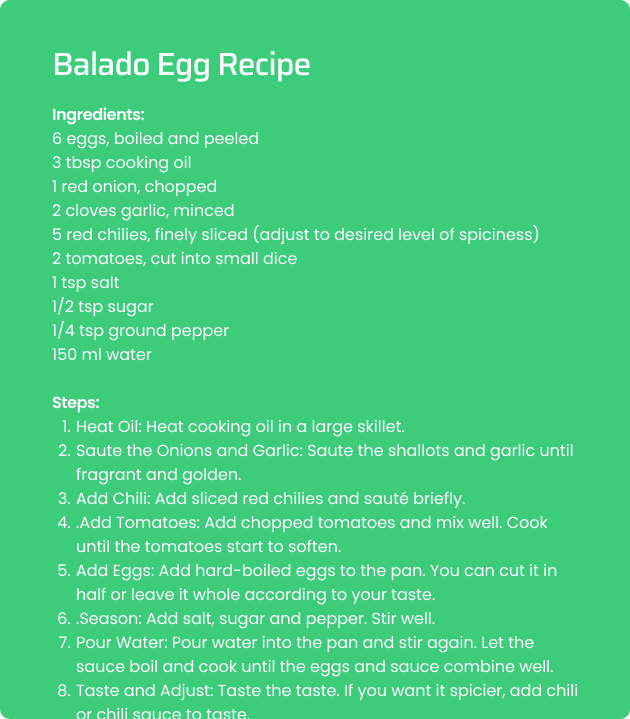 Balado Egg Recipe
Ingredients:
6 eggs, boiled and peeled
3 tbsp cooking oil
1 red onion, chopped
2 cloves garlic, minced
5 red chilies, finely sliced (adjust to desired level of spiciness)
2 tomatoes, cut into small dice
1 tsp salt
1/2 tsp sugar
1/4 tsp ground pepper
150 ml water
Steps:
1. Heat Oil: Heat cooking oil in a large skillet.
2. Saute the Onions and Garlic: Saute the shallots and garlic until
fragrant and golden.
3. Add Chili: Add sliced red chilies and sauté briefly.
4. .Add Tomatoes: Add chopped tomatoes and mix well. Cook
until the tomatoes start to soften.
5. Add Eggs: Add hard-boiled eggs to the pan. You can cut it in
half or leave it whole according to your taste.
6. .Season: Add salt, sugar and pepper. Stir well.
7. Pour Water: Pour water into the pan and stir again. Let the
sauce boil and cook until the eggs and sauce combine well.
8. Taste and Adjust: Taste the taste. If you want it spicier, add chili
or chili sauce to taste.